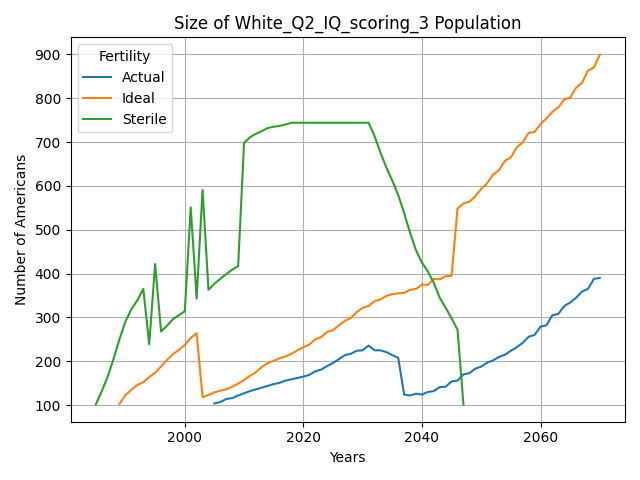 Size of White_Q2_IQ_scoring_3 Population
Fertility
Actual
Ideal
Sterile
Number of Americans
900
800
700
600
500
400
300
200
100
2000
2020
2040
2060
Years